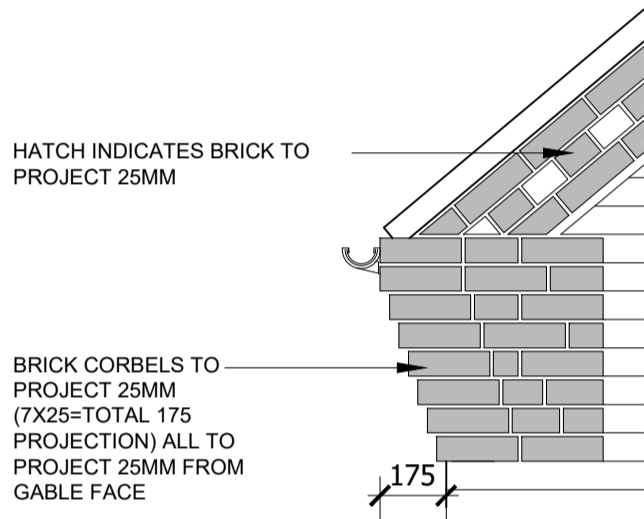 HATCH INDICATES BRICK TO
PROJECT 25MM
BRICK CORBELS TO
PROJECT 25MM
(7X25=TOTAL 175
PROJECTION) ALL TO
PROJECT 25MM FROM
GABLE FACE
175